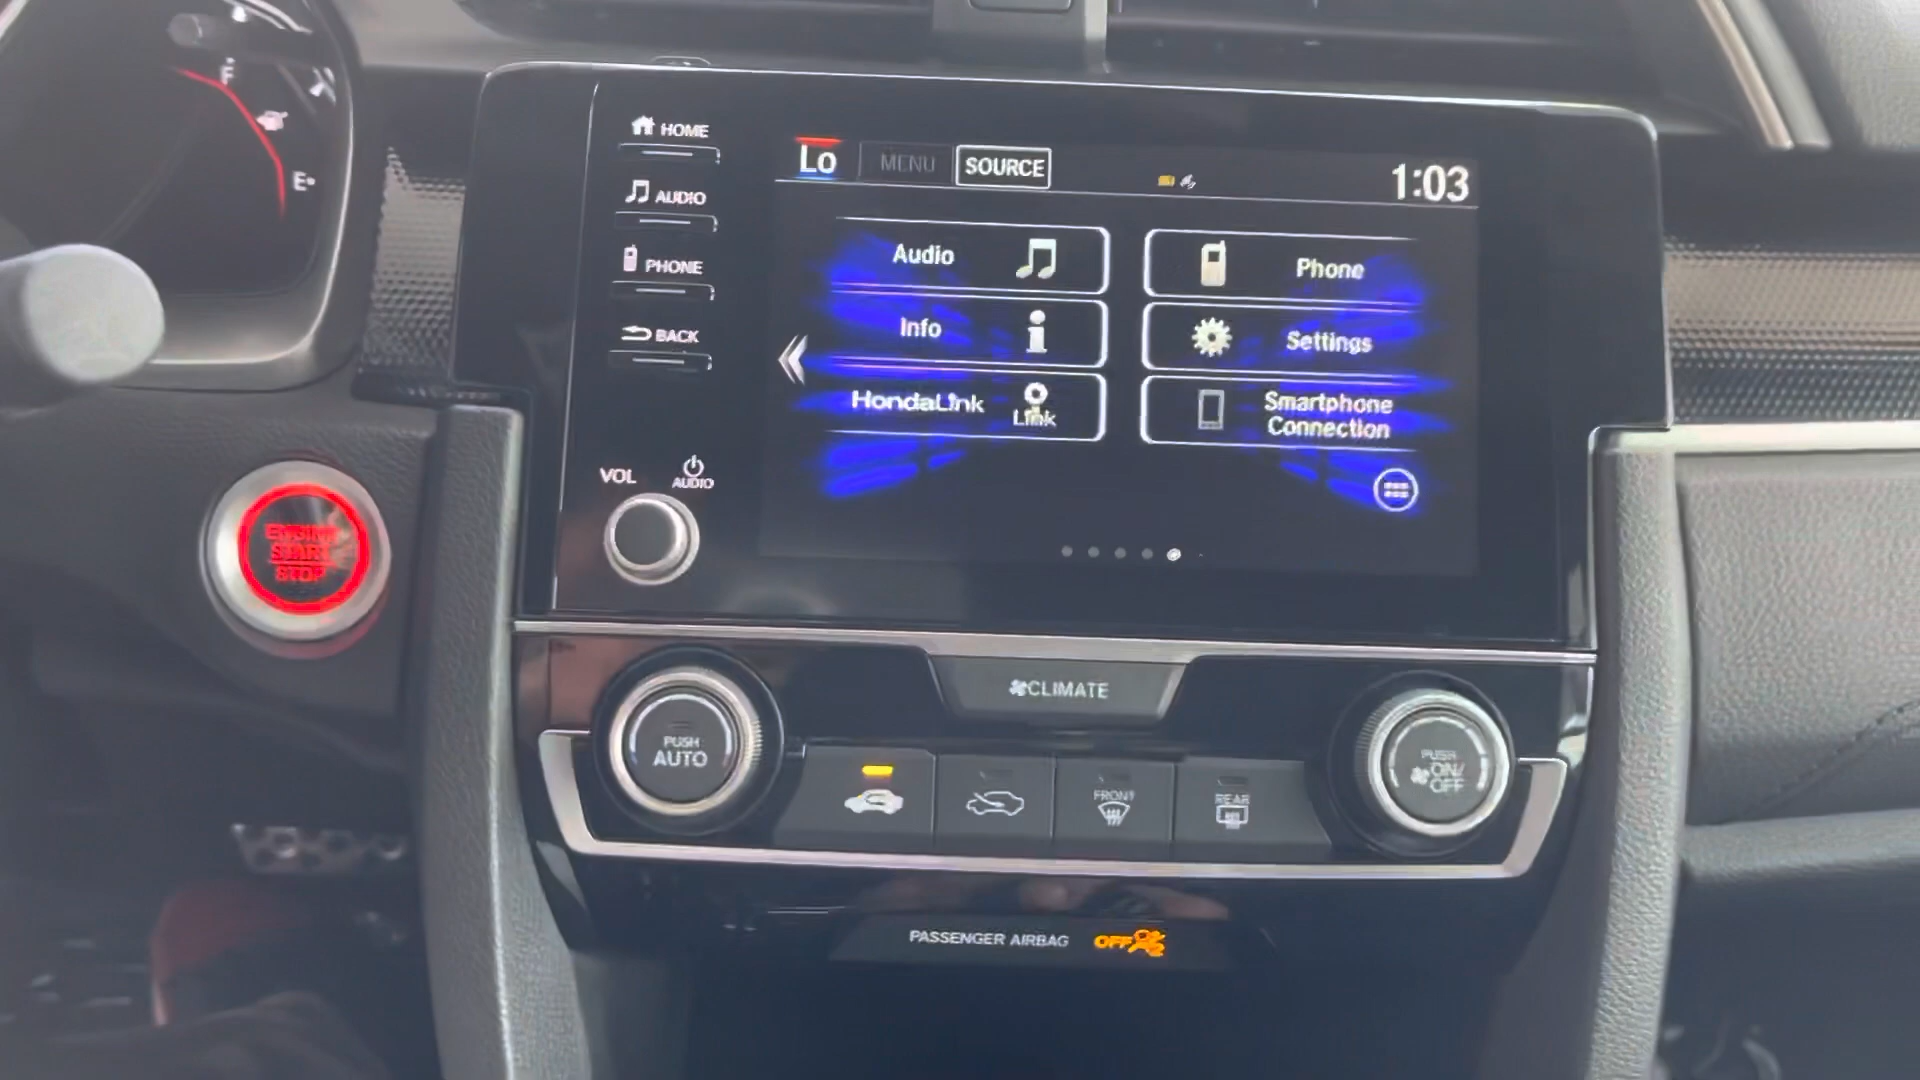 F
E
HOME
AUDIO
PHONE
BACK
VOL
AUDIO
Lo
MENU
SOURCE
1:03
Audio
Phone
Info
Settings
HondaLink
Link
Smartphone
Connection
ENGINE
START
STOP
CLIMATE
PUSH
AUTO
FRONT
REAR
PUSH
ON/
OFF
PASSENGER AIRBAG OFF